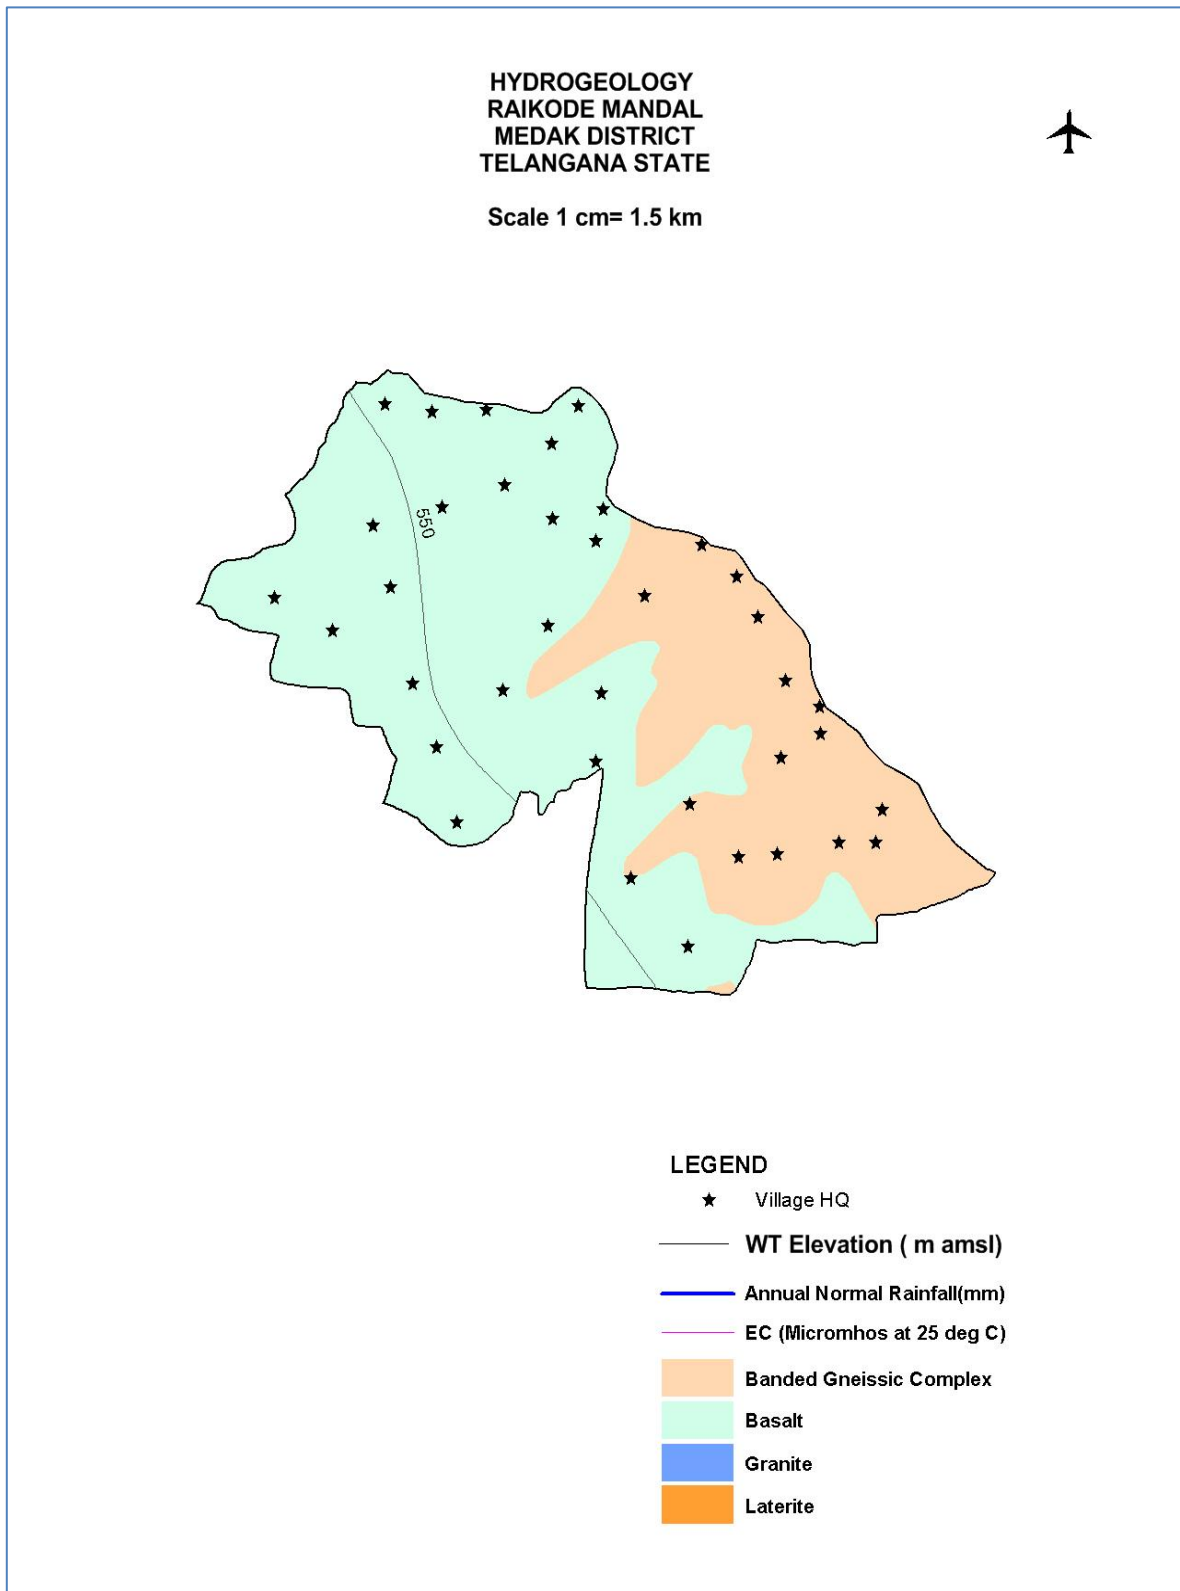 HYDROGEOLOGY
RAIKODE MANDAL
MEDAK DISTRICT
TELANGANA STATE
Scale 1 cm= 1.5 km
550
LEGEND
Village HQ
WT Elevation ( m amsl)
Annual Normal Rainfall(mm)
EC (Micromhos at 25 deg C)
Banded Gneissic Complex
Basalt
Granite
Laterite